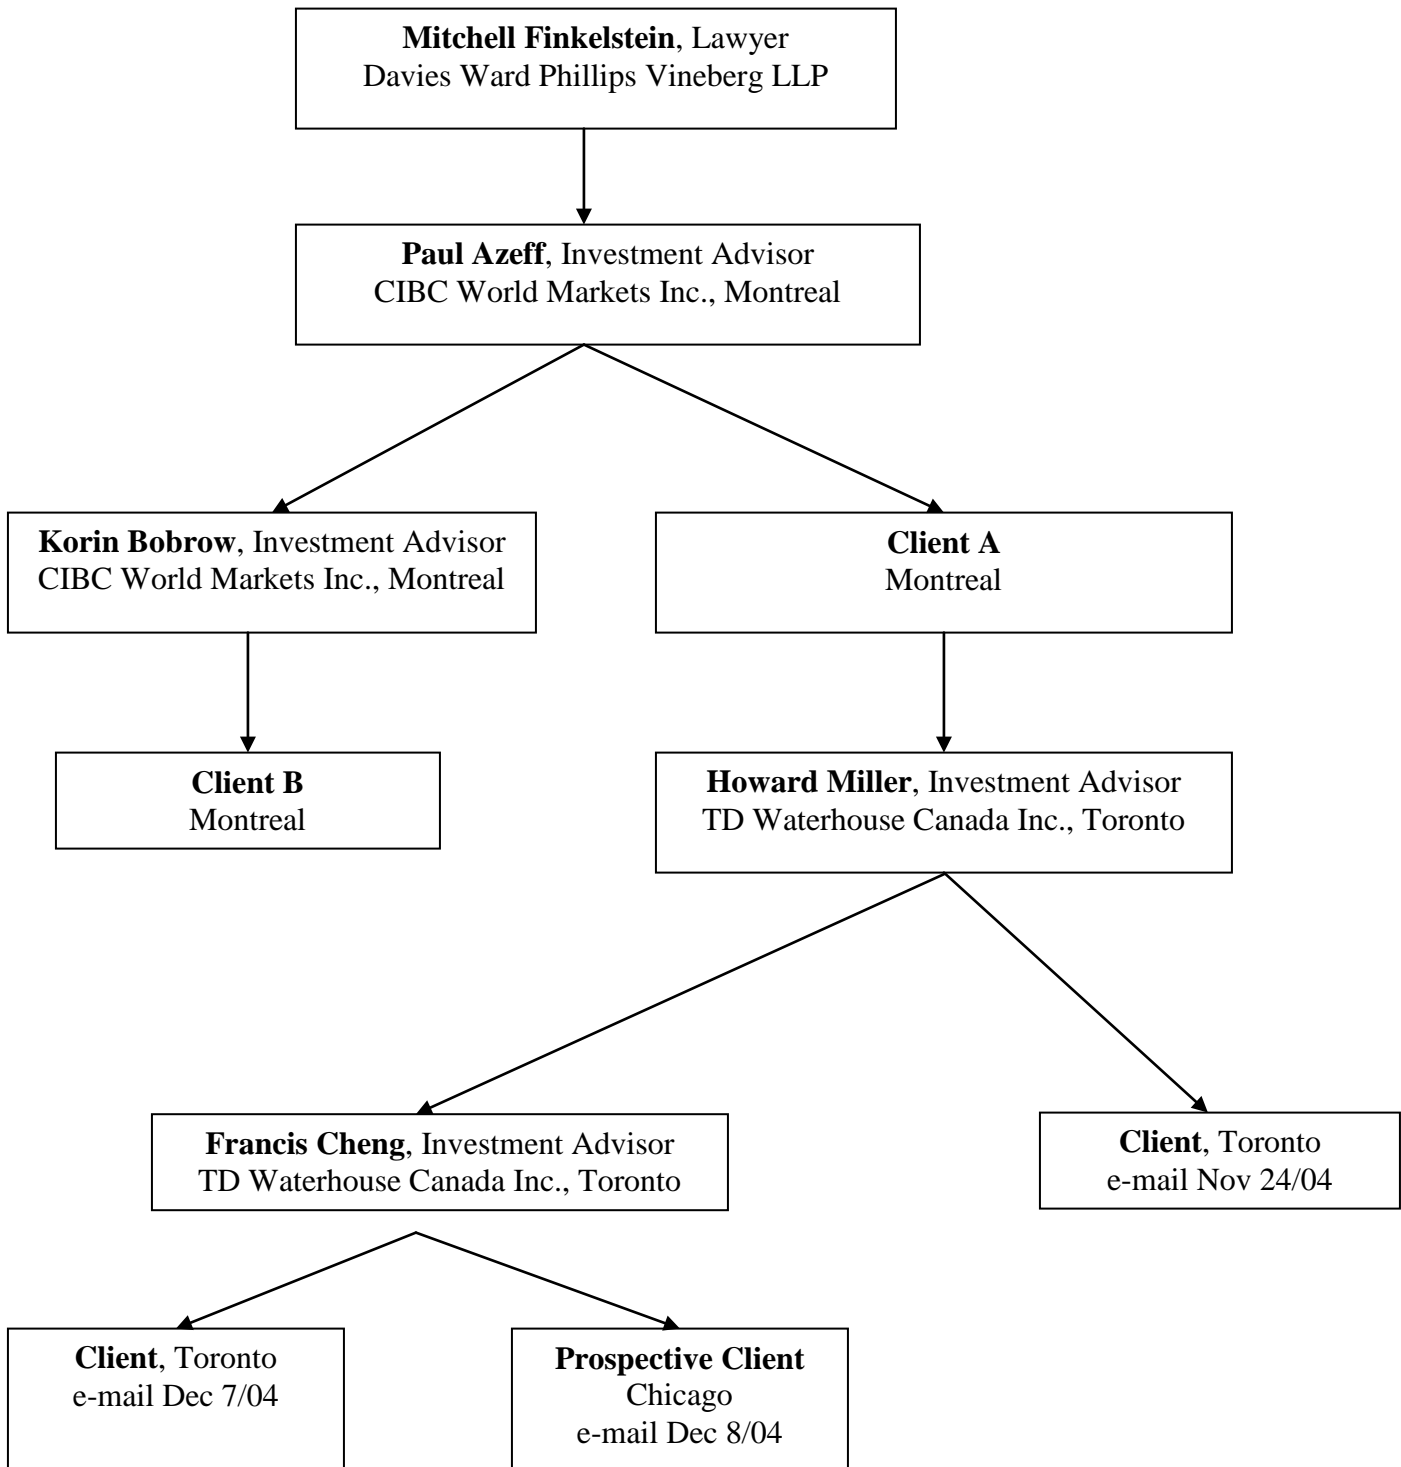 Mitchell Finkelstein, Lawyer
Davies Ward Phillips Vineberg LLP
Paul Azeff, Investment Advisor
CIBC World Markets Inc., Montreal
Korin Bobrow, Investment Advisor
CIBC World Markets Inc., Montreal
Client A
Montreal
Client B
Montreal
Howard Miller, Investment Advisor
TD Waterhouse Canada Inc., Toronto
Francis Cheng, Investment Advisor
TD Waterhouse Canada Inc., Toronto
Client, Toronto
e-mail Nov 24/04
Client, Toronto
e-mail Dec 7/04
Prospective Client
Chicago
e-mail Dec 8/04